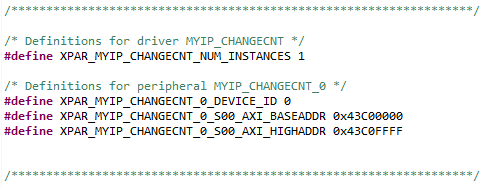 /******************************************************************/
/* Definitions for driver MYIP_CHANGECNT */
#define XPAR_MYIP_CHANGECNT_NUM_INSTANCES 1
/* Definitions for peripheral MYIP_CHANGECNT_0 */
#define XPAR_MYIP_CHANGECNT_0_DEVICE_ID 0
#define XPAR_MYIP_CHANGECNT_0_S00_AXI_BASEADDR 0x43C00000
#define XPAR_MYIP_CHANGECNT_0_S00_AXI_HIGHADDR 0x43C0FFFF
/******************************************************************/